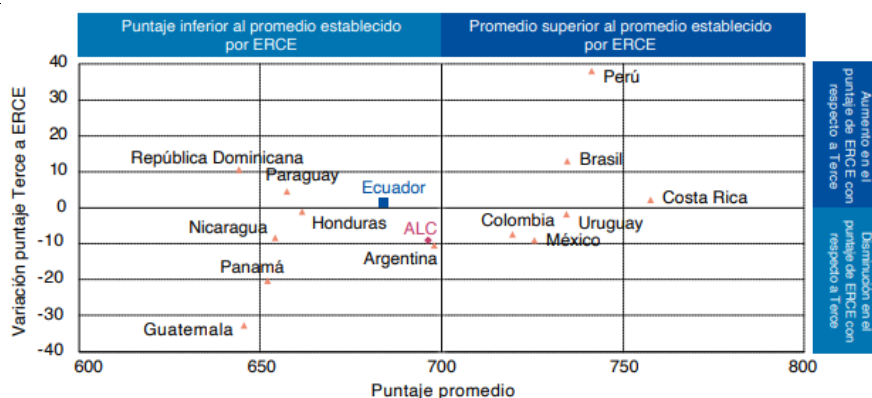 Puntaje inferior al promedio establecido
por ERCE
Promedio superior al promedio establecido
por ERCE
Variación puntaje Terce a ERCE
40
30
20
10
0
-10
-20
-30
-40
Perú
República Dominicana
Brasil
Paraguay
Ecuador
Costa Rica
Nicaragua
Honduras
ALC
Colombia
Uruguay
Argentina
México
Panamá
Guatemala
600
650
700
750
800
Puntaje promedio
Aumento en el
puntaje de ERCE con
respecto a Terce
Disminución en el
puntaje de ERCE con
respecto a Terce